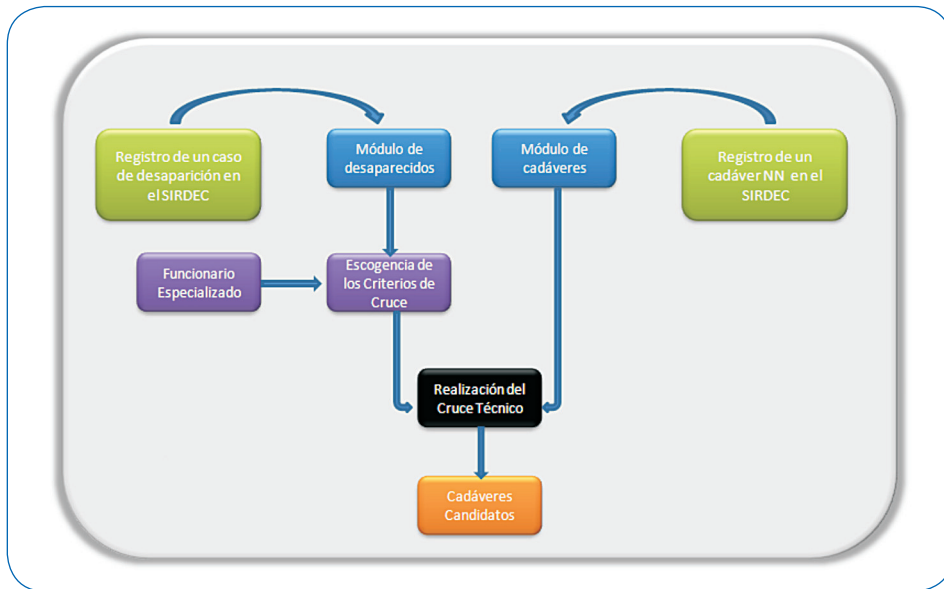 Registro de un caso
de desaparición en
el SIRDEC
Módulo de
desaparecidos
Módulo de
cadáveres
Registro de un
cadáver NN en el
SIRDEC
Funcionario
Especializado
Escogencia de
los Criterios de
Cruce
Realización del
Cruce Técnico
Cadáveres
Candidatos